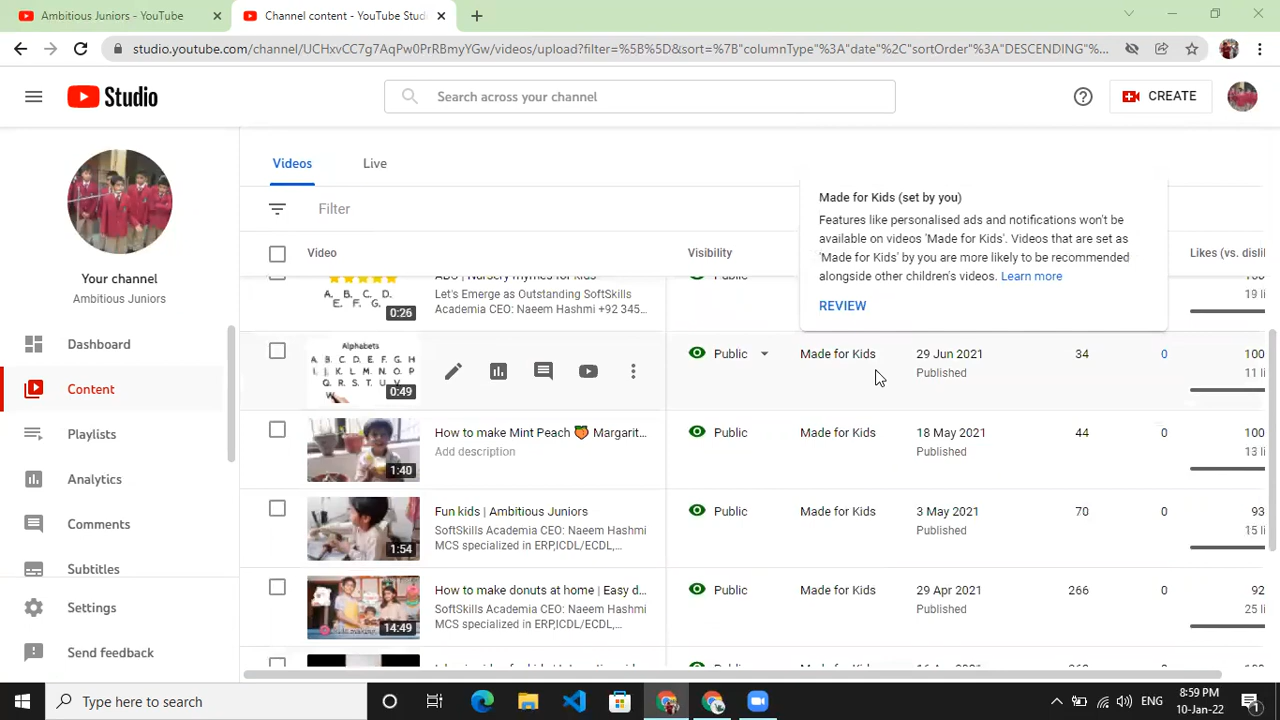 Ambitious Juniors - YouTube
Channel content - YouTube Stud
studio.youtube.com/channel/UCHxvCC7g7AqPw0PrRBmyYGw/videos/upload?filter=%5B%5D&sort=%7B"columnType"%3A"date"%2C"sortOrder"%3A"DESCENDING"...
Studio
Search across your channel
CREATE
Your channel
Ambitious Juniors
Dashboard
Content
Playlists
Analytics
Comments
Subtitles
Settings
Send feedback
Videos
Live
Filter
Made for Kids (set by you)
Features like personalised ads and notifications won't be
available on videos 'Made for Kids'. Videos that are set as
'Made for Kids' by you are more likely to be recommended
alongside other children's videos. Learn more
REVIEW
Video
Visibility
Likes (vs. disli
ABC | Nursery rhymes for kids
Public
Let's Emerge as Outstanding SoftSkills
Academia CEO: Naeem Hashmi +92 345...
A. B. C. D.
E. F. G.
0:26
19 li
Alphabets
A. B. C. D. E. F. G. H
I. j. K. L. M. N. O. P
Q. R. S. T. U. V.
W.
0:49
Public
Made for Kids
29 Jun 2021
Published
34
0
100
11 li
1:40
How to make Mint Peach 🍑 Margarit...
Add description
Public
Made for Kids
18 May 2021
Published
44
0
100
13 li
1:54
Fun kids | Ambitious Juniors
SoftSkills Academia CEO: Naeem Hashmi
MCS specialized in ERP,ICDL/ECDL,...
Public
Made for Kids
3 May 2021
Published
70
0
93
15 li
14:49
How to make donuts at home | Easy d...
SoftSkills Academia CEO: Naeem Hashmi
MCS specialized in ERP,ICDL/ECDL,...
Public
Made for Kids
29 Apr 2021
Published
266
0
92
25 li
Type here to search
ENG
8:59 PM
10-Jan-22
1